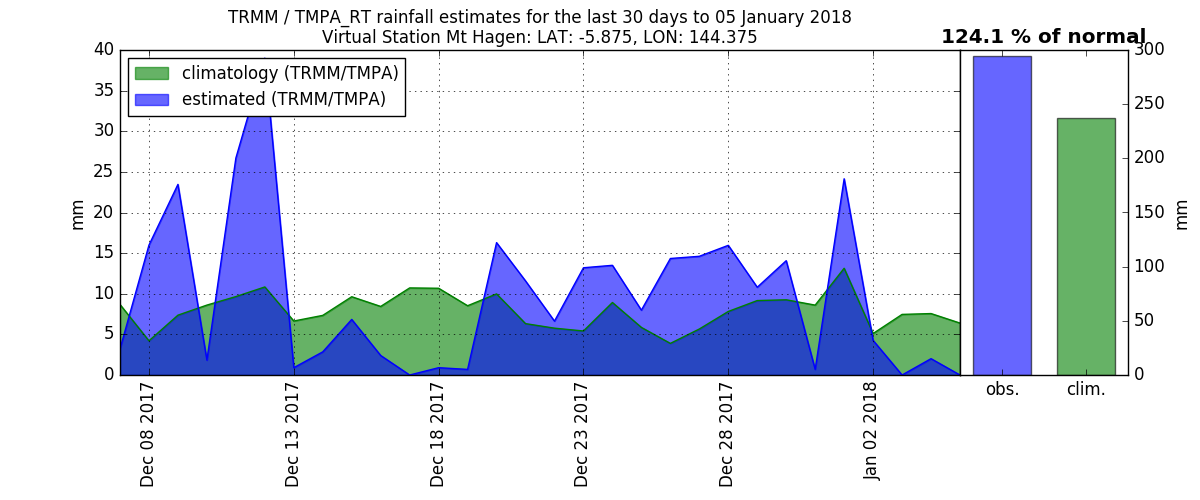 TRMM / TMPA_RT rainfall estimates for the last 30 days to 05 January 2018
Virtual Station Mt Hagen: LAT: -5.875, LON: 144.375
124.1 % of normal
climatology (TRMM/TMPA)
estimated (TRMM/TMPA)
mm
40
35
30
25
20
15
10
5
0
Dec 08 2017
Dec 13 2017
Dec 18 2017
Dec 23 2017
Dec 28 2017
Jan 02 2018
300
250
200
150
100
50
0
mm
obs.
clim.